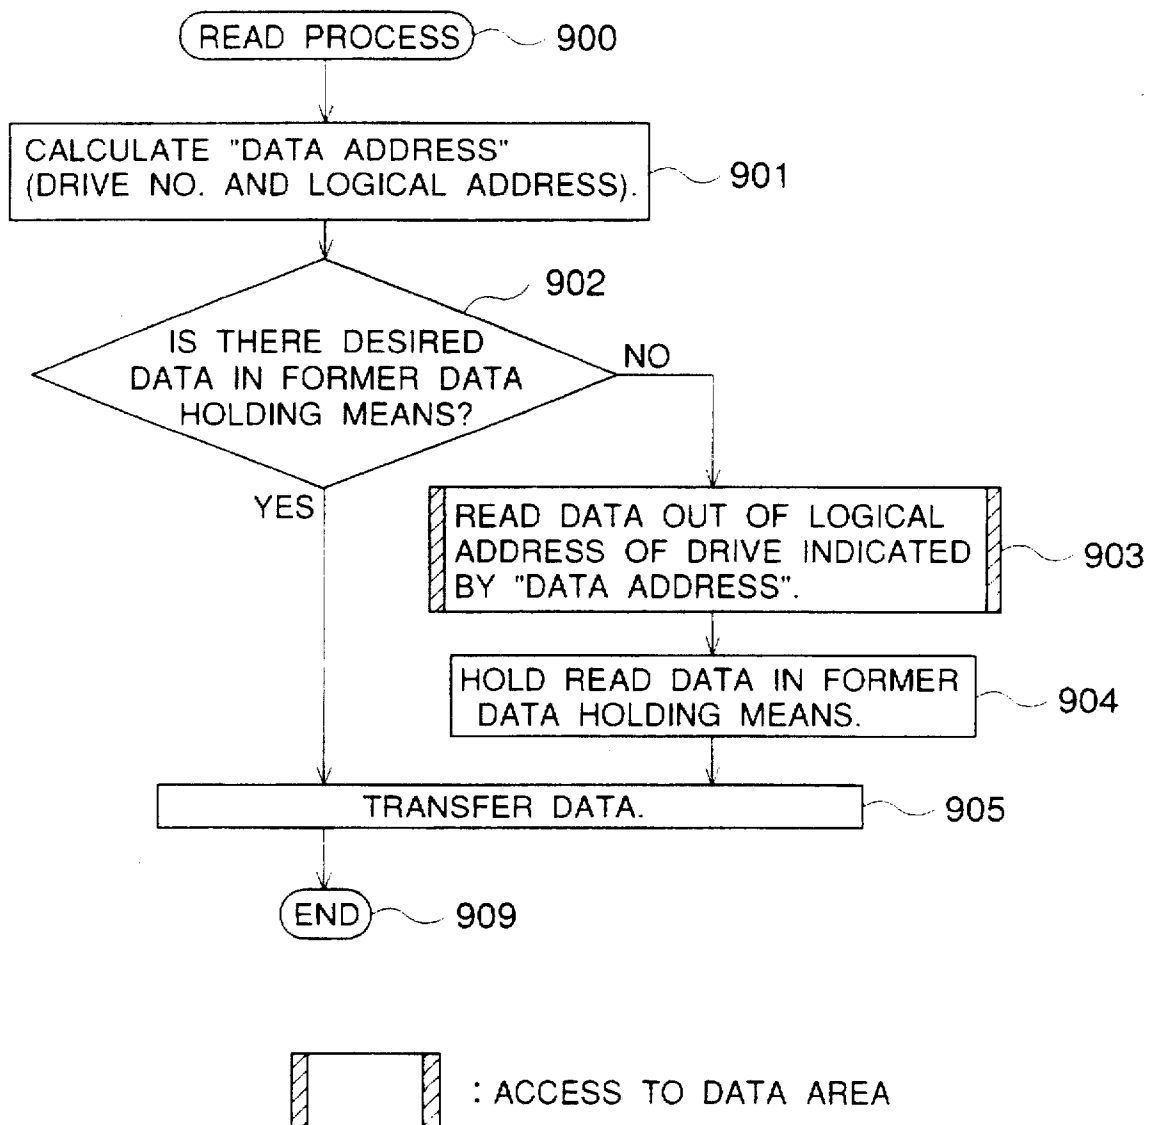 READ PROCESS
900
CALCULATE "DATA ADDRESS"
(DRIVE NO. AND LOGICAL ADDRESS).
901
902
IS THERE DESIRED
DATA IN FORMER DATA
HOLDING MEANS?
NO
YES
READ DATA OUT OF LOGICAL
ADDRESS OF DRIVE INDICATED
BY "DATA ADDRESS".
903
HOLD READ DATA IN FORMER
DATA HOLDING MEANS.
904
TRANSFER DATA.
905
END
909
: ACCESS TO DATA AREA